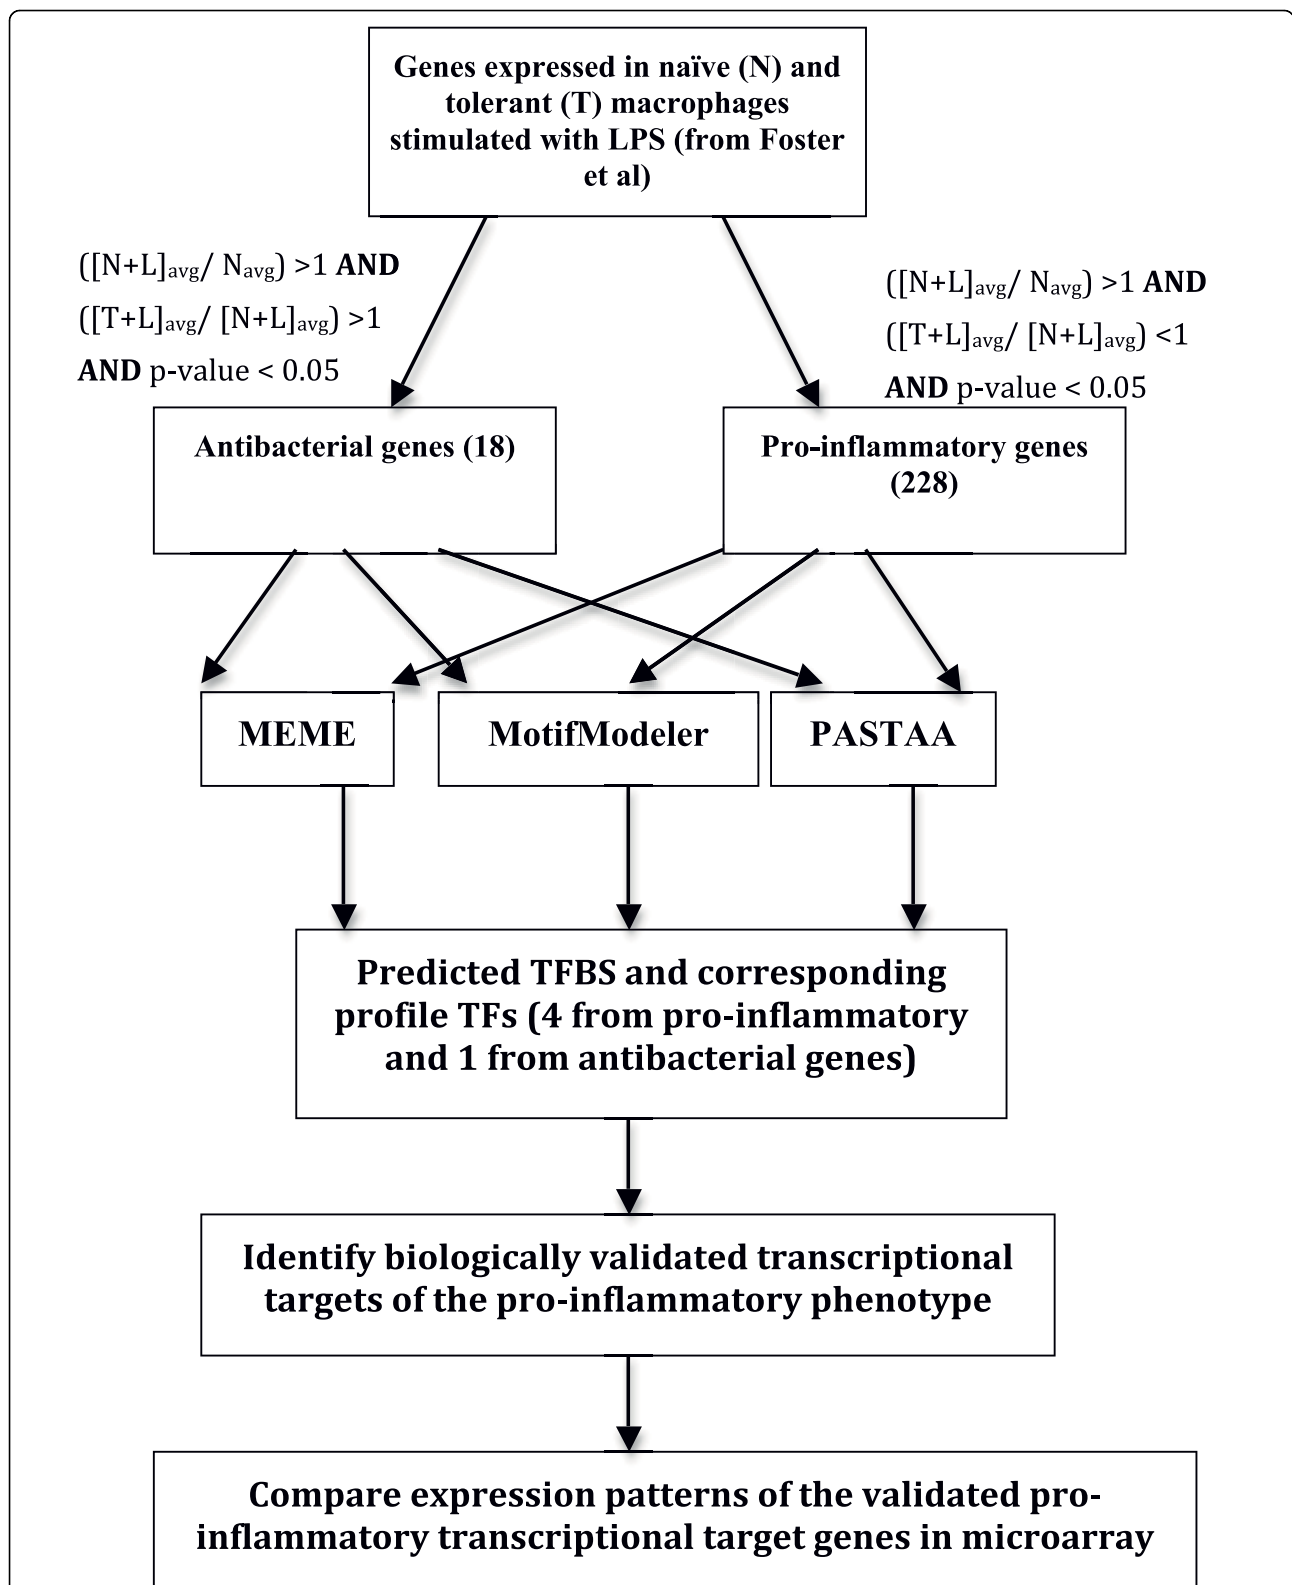 Genes expressed in naïve (N) and
tolerant (T) macrophages
stimulated with LPS (from Foster
et al)
([N+L]avg/ Navg) >1 AND
([T+L]avg/ [N+L]avg) >1
AND p-value < 0.05
([N+L]avg/ Navg) >1 AND
([T+L]avg/ [N+L]avg) <1
AND p-value < 0.05
Antibacterial genes (18)
Pro-inflammatory genes
(228)
MEME
MotifModeler
PASTAA
Predicted TFBS and corresponding
profile TFs (4 from pro-inflammatory
and 1 from antibacterial genes)
Identify biologically validated transcriptional
targets of the pro-inflammatory phenotype
Compare expression patterns of the validated pro-
inflammatory transcriptional target genes in microarray